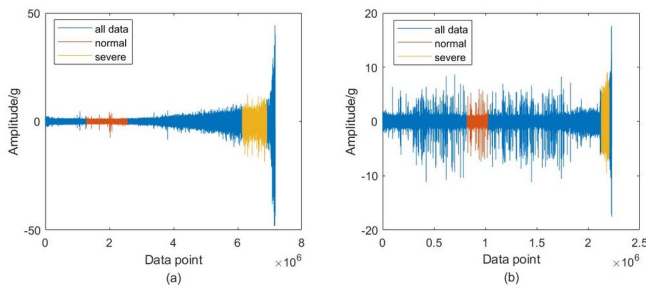 50
all data
normal
severe
Amplitude/g
0
-50
0
2
4
6
8
Data point
×10^6
(a)
20
all data
normal
severe
10
Amplitude/g
0
-10
-20
0
0.5
1
1.5
2
2.5
Data point
×10^6
(b)